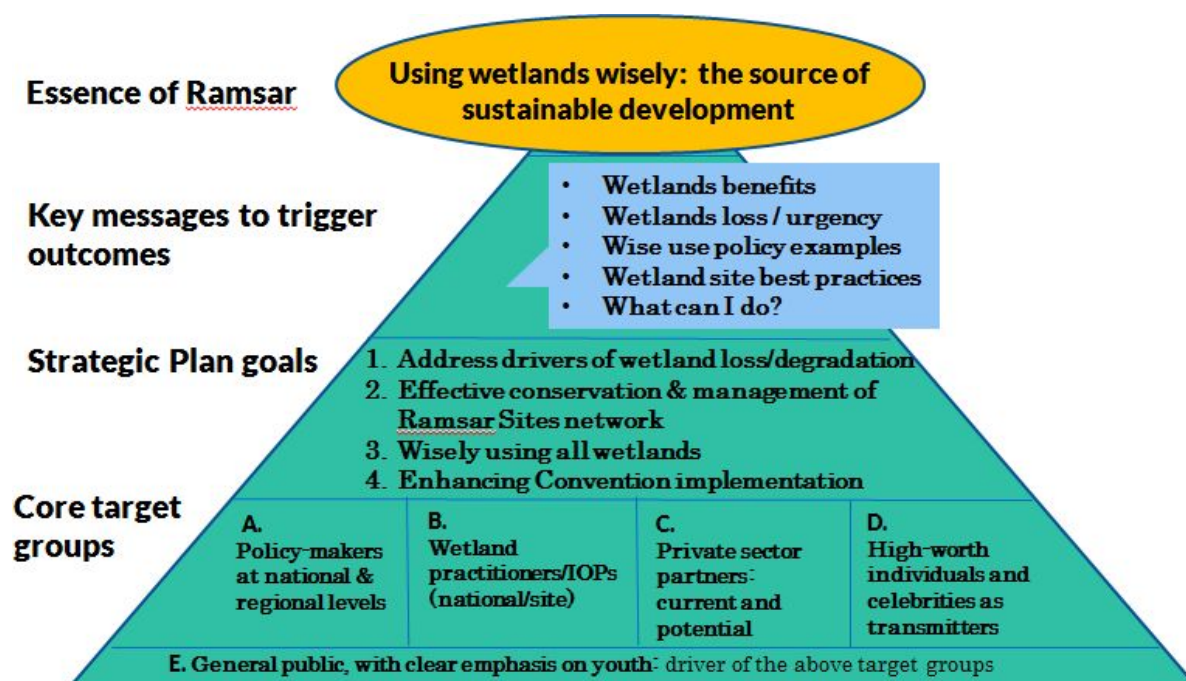 Essence of Ramsar
Using wetlands wisely: the source of
sustainable development
Key messages to trigger
outcomes
• Wetlands benefits
• Wetlands loss / urgency
• Wise use policy examples
• Wetland site best practices
• What can I do?
Strategic Plan goals
1. Address drivers of wetland loss/degradation
2. Effective conservation & management of
Ramsar Sites network
3. Wisely using all wetlands
4. Enhancing Convention implementation
Core target
groups
A.
Policy-makers
at national &
regional levels
B.
Wetland
practitioners/IOPs
(national/site)
C.
Private sector
partners:
current and
potential
D.
High-worth
individuals and
celebrities as
transmitters
E. General public, with clear emphasis on youth: driver of the above target groups